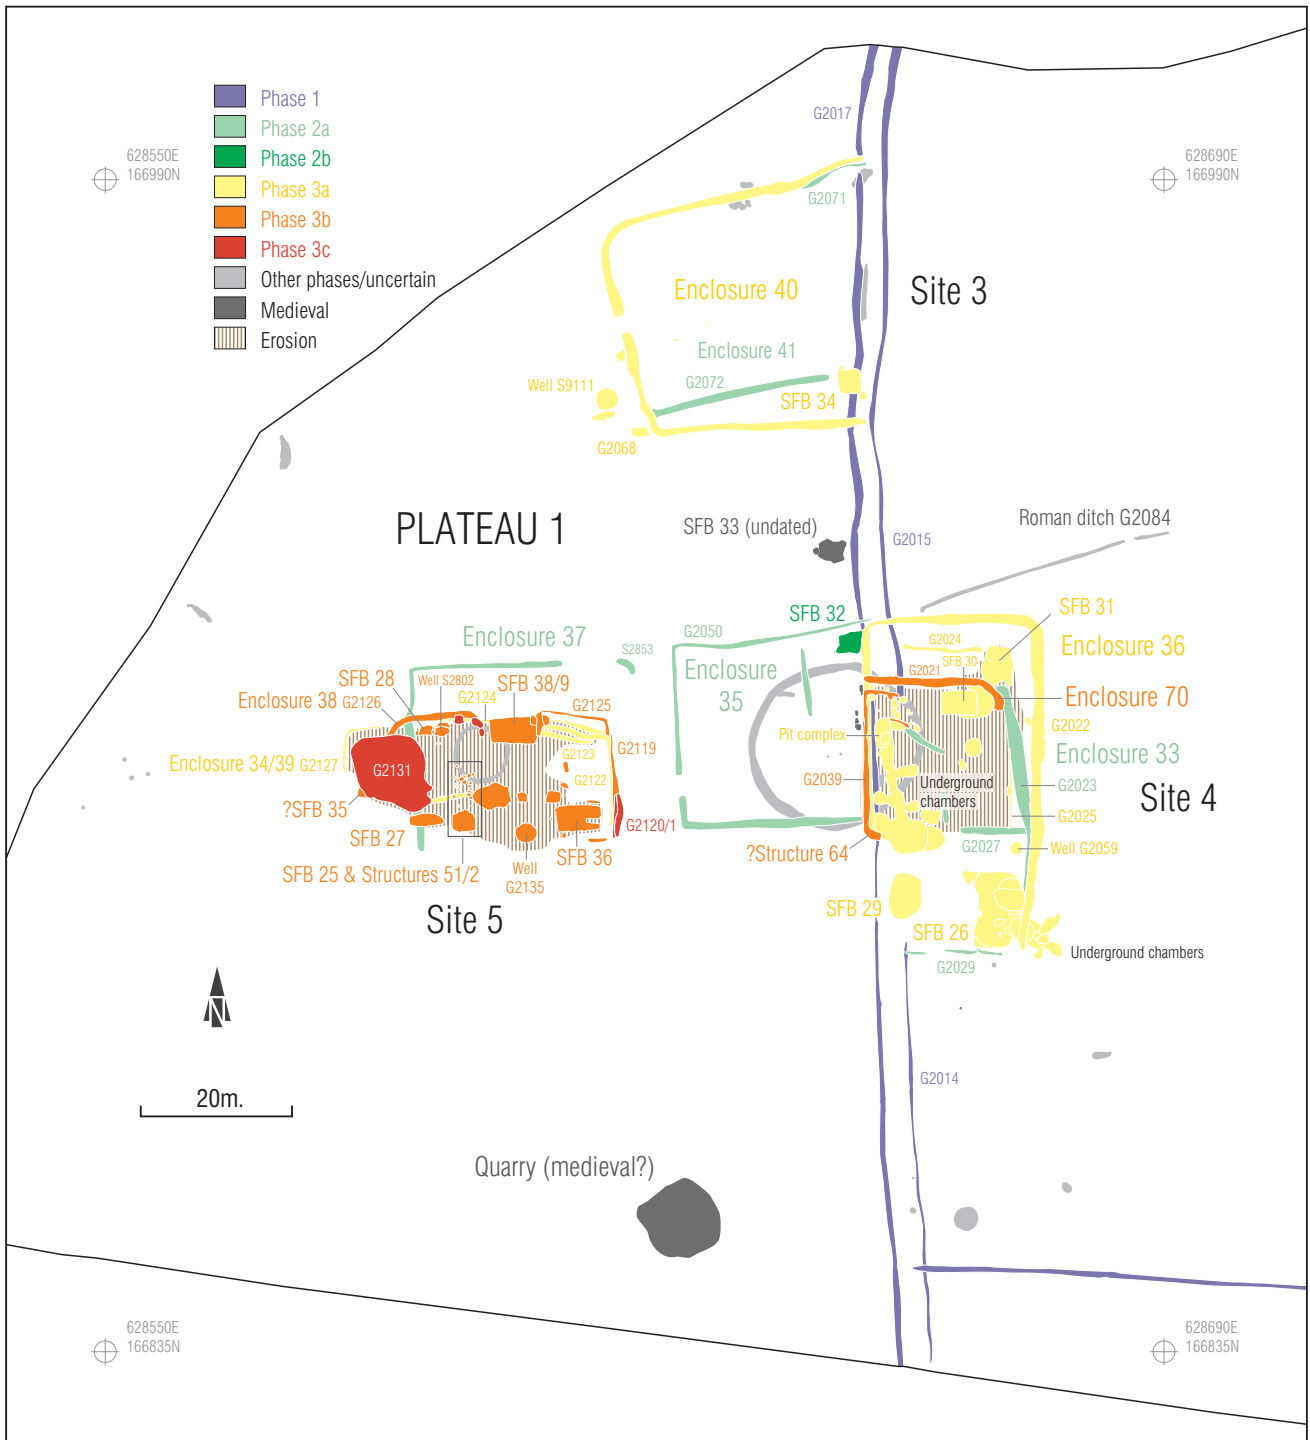 Phase 1
Phase 2a
Phase 2b
Phase 3a
Phase 3b
Phase 3c
Other phases/uncertain
Medieval
Erosion
628550E
166990N
628690E
166990N
G2017
G2071
Enclosure 40
Site 3
Enclosure 41
G2072
Well S9111
SFB 34
G2068
PLATEAU 1
SFB 33 (undated)
Roman ditch G2084
G2015
SFB 32
SFB 31
Enclosure 37
G2050
S2853
G2024
Enclosure 36
SFB 30
G2021
Enclosure
35
SFB 28
Well S2802
SFB 38/9
Enclosure 38
G2126
G2124
G2125
Enclosure 70
G2022
Pit complex
G2119
G2123
Enclosure 33
Enclosure 34/39
G2127
G2131
G2122
G2039
Underground
chambers
G2023
Site 4
?SFB 35
G2025
G2120/1
SFB 27
G2027
Well G2059
?Structure 64
SFB 36
SFB 25 & Structures 51/2
Well
G2135
SFB 29
Site 5
SFB 26
Underground chambers
G2029
N
G2014
20m.
Quarry (medieval?)
628550E
166835N
628690E
166835N